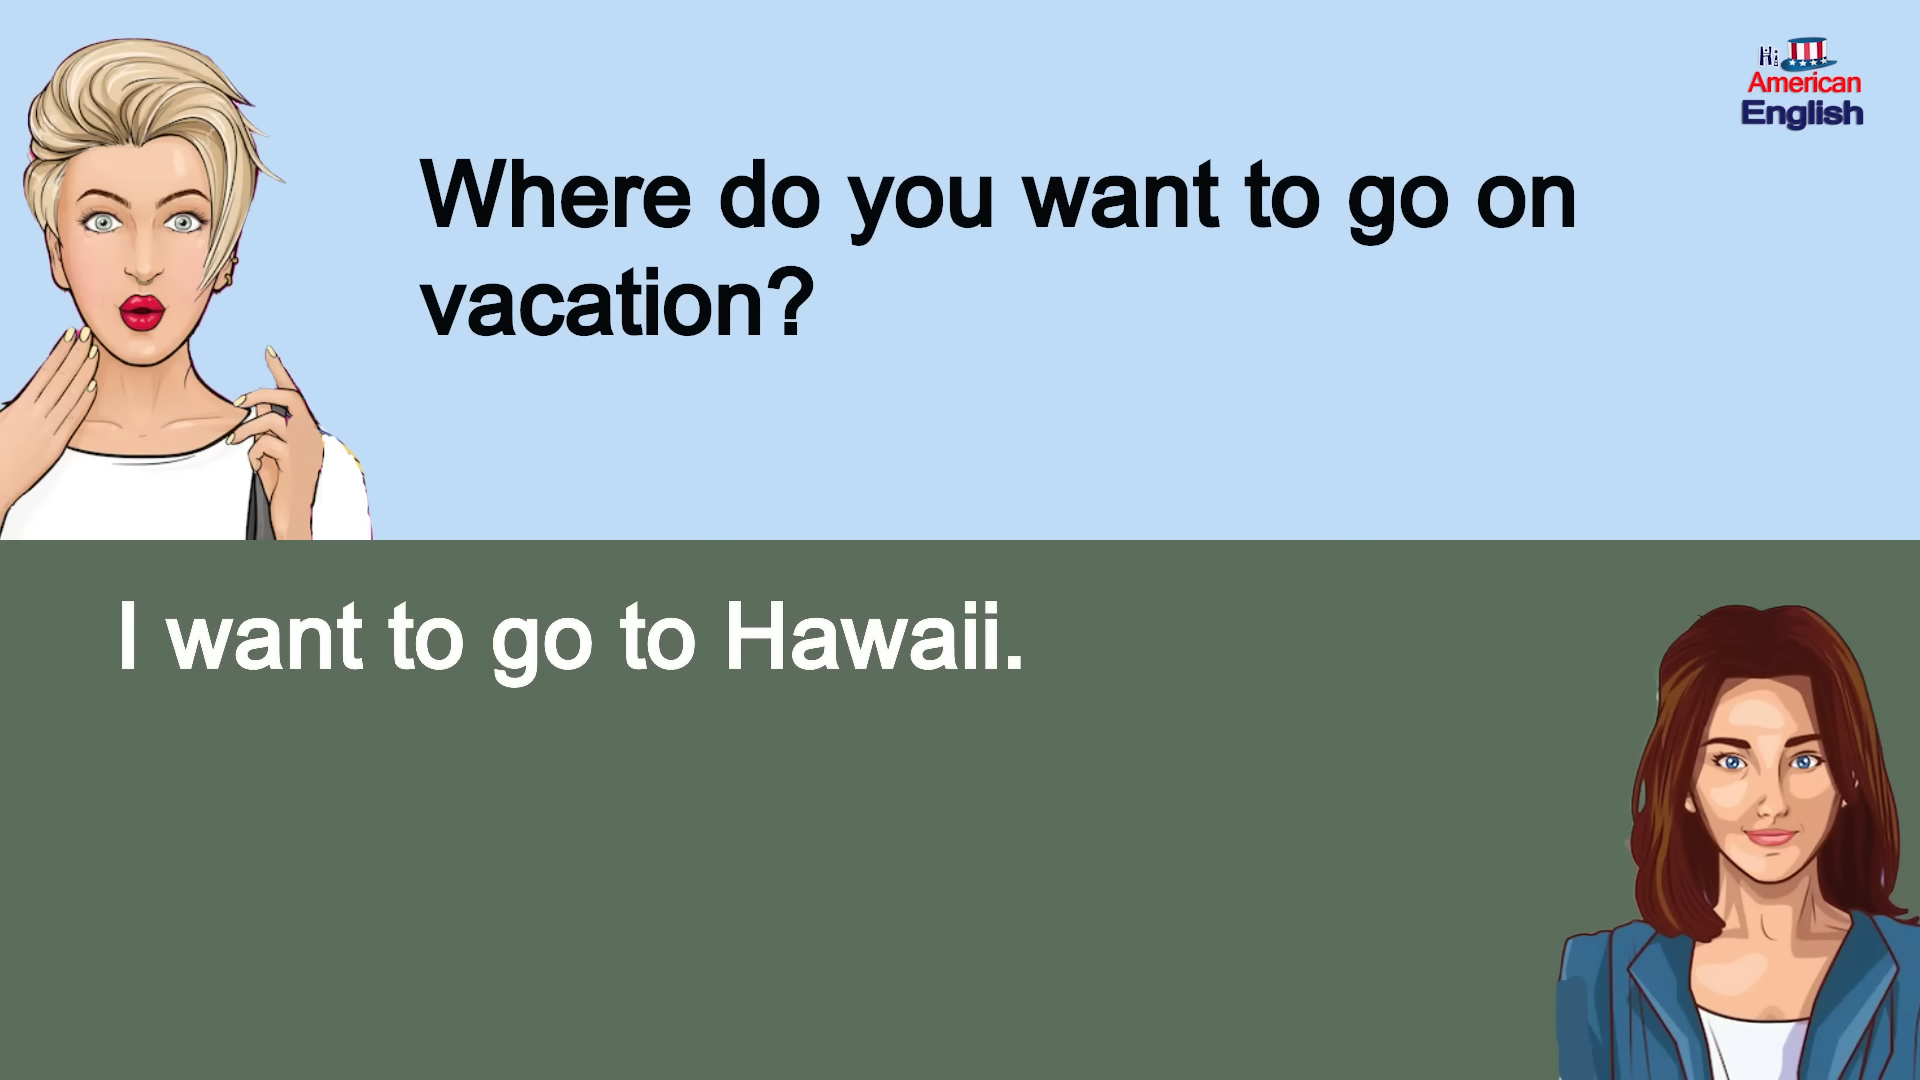 Hi
American
English
Where do you want to go on
vacation?
I want to go to Hawaii.